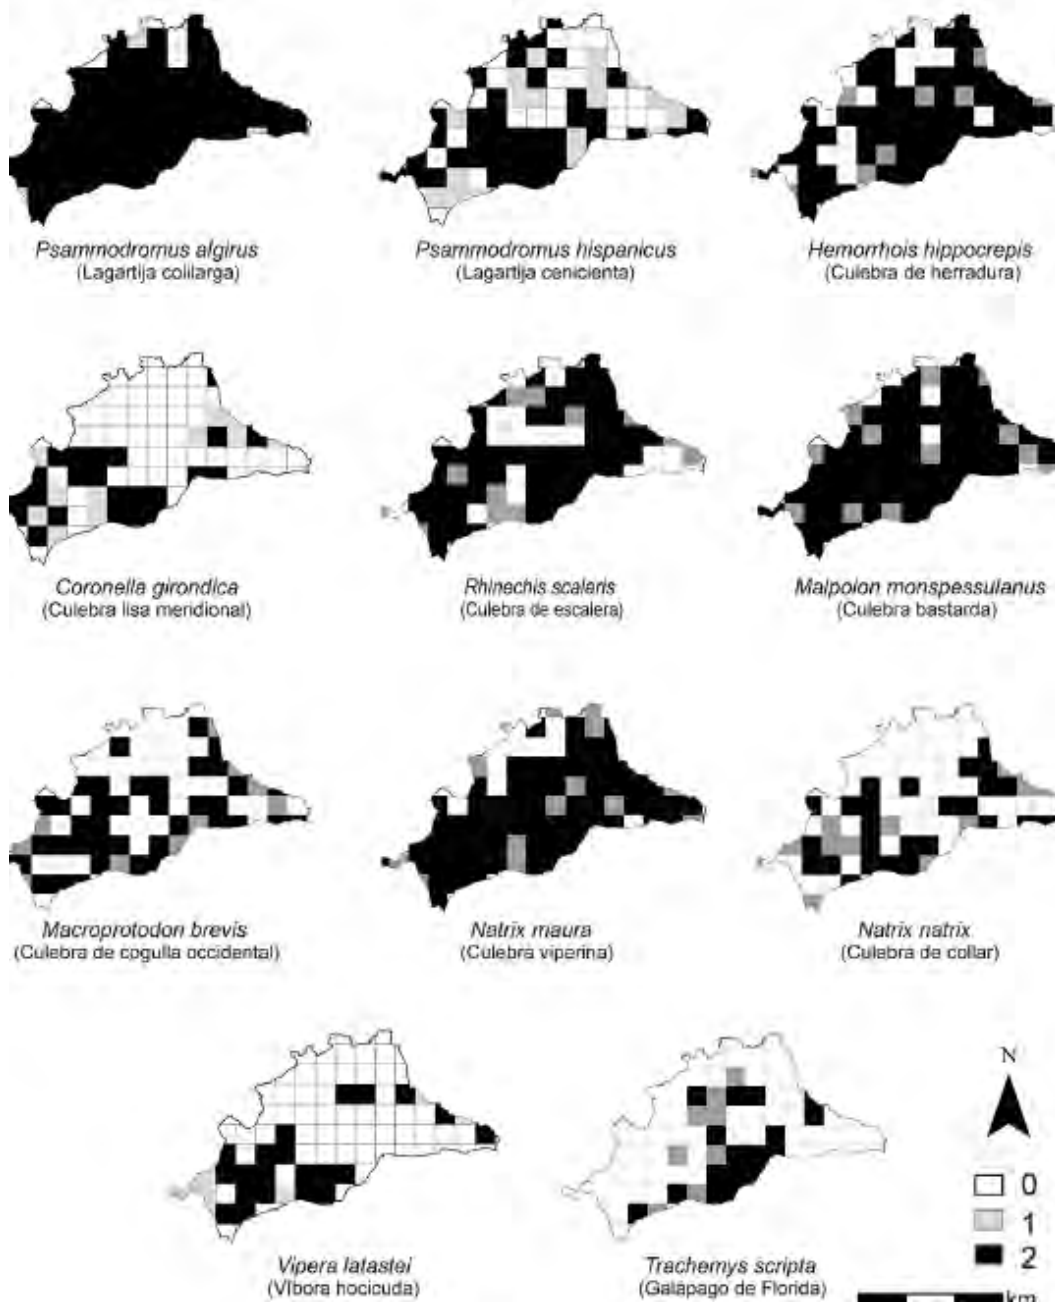 Psammodromus algirus
(Lagartija colilarga)
Psammodromus hispanicus
(Lagartija cenicienta)
Hemorrhois hippocrepis
(Culebra de herradura)
Coronella girondica
(Culebra lisa meridional)
Rhinechis scalaris
(Culebra de escalera)
Malpolon monspessulanus
(Culebra bastarda)
Macroprotodon brevis
(Culebra de cogulla occidental)
Natrix maura
(Culebra viperina)
Natrix natrix
(Culebra de collar)
Vipera latastei
(Víbora hocicuda)
Trachemys scripta
(Galápago de Florida)
N
0
1
2
km